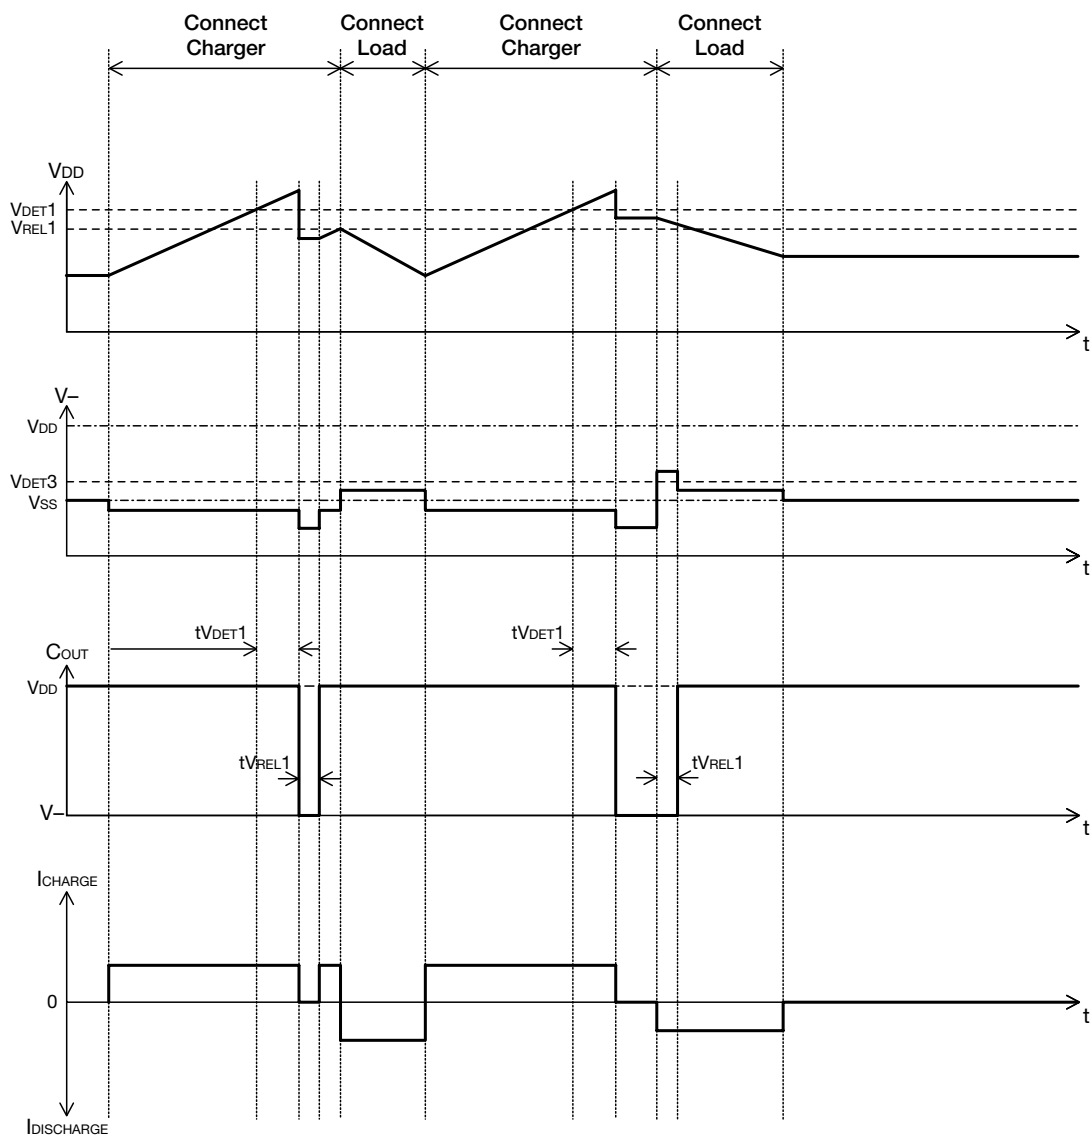 Connect
Charger
Connect
Load
Connect
Charger
Connect
Load
VDD
VDET1
VREL1
t
V–
VDD
VDET3
VSS
t
tVDET1
tVDET1
COUT
VDD
tVREL1
tVREL1
V–
t
ICHARGE
0
t
IDISCHARGE